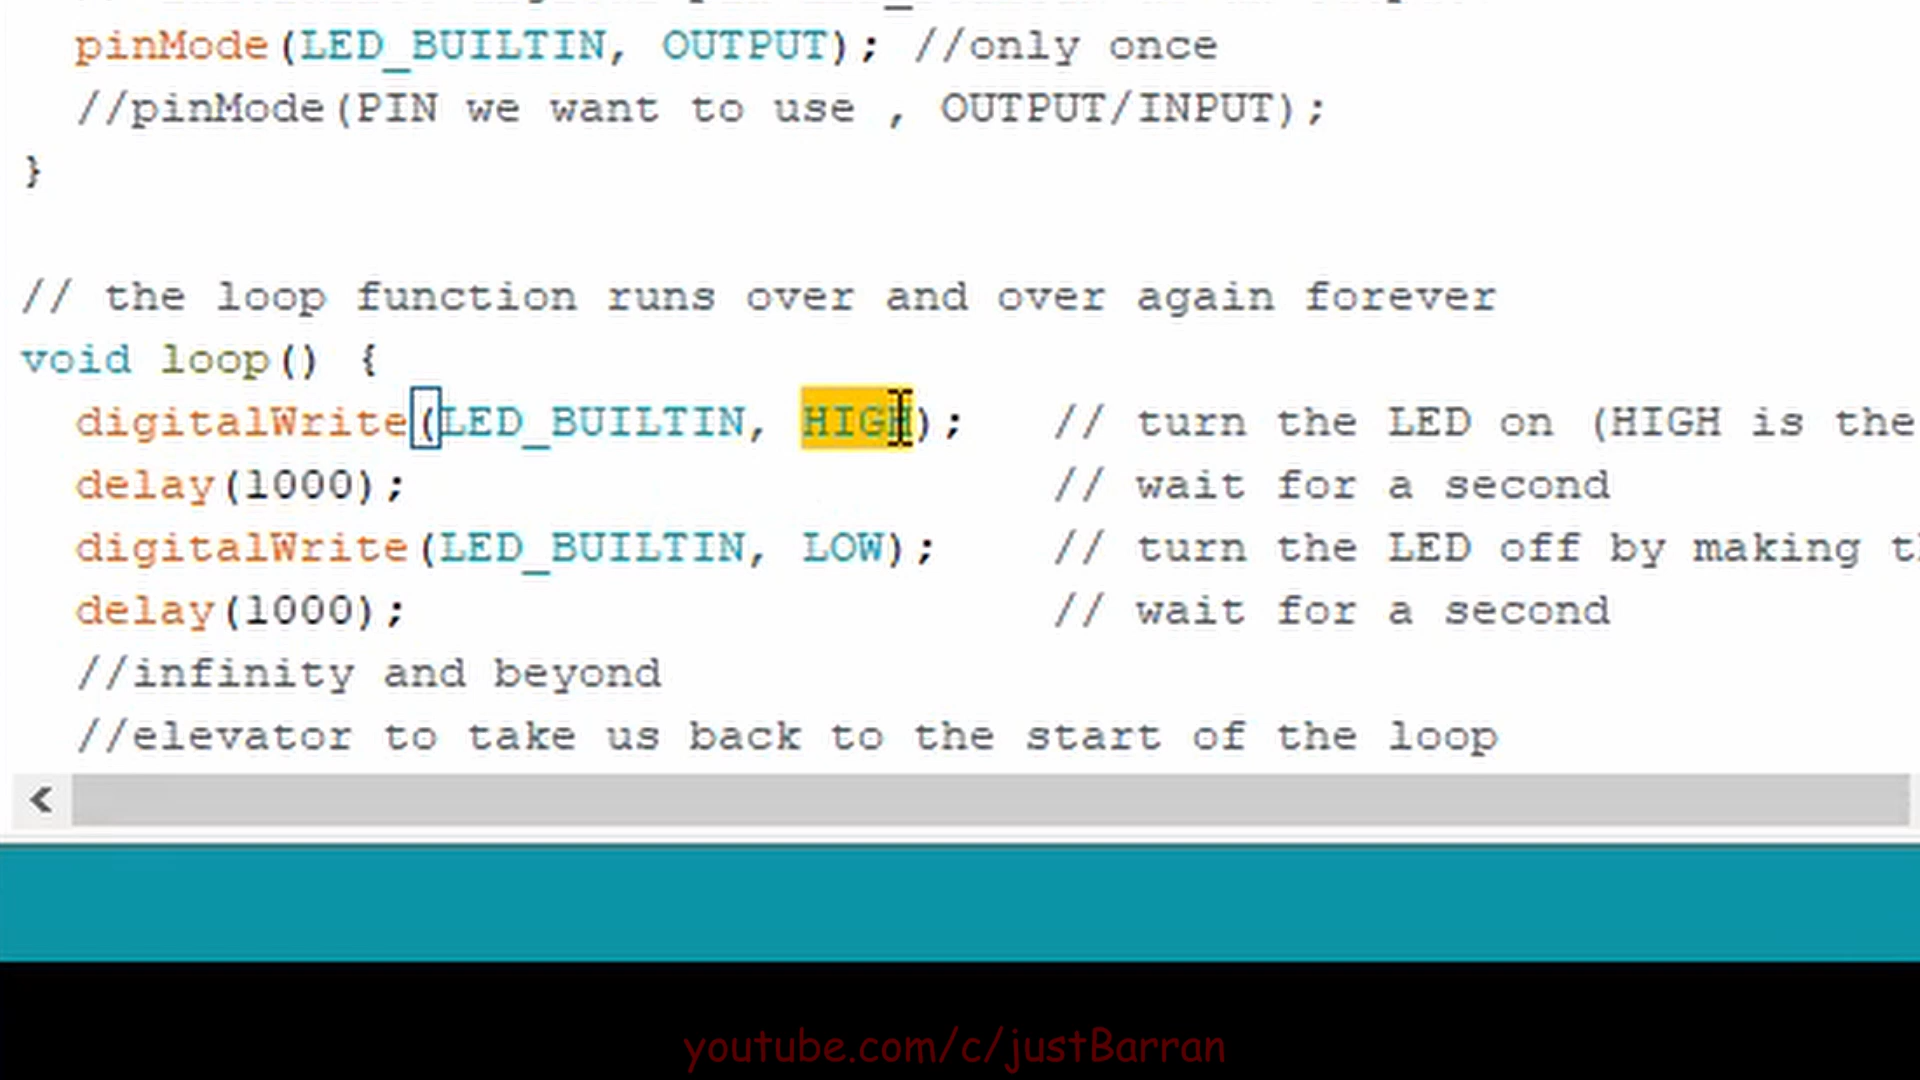 pinMode(LED_BUILTIN, OUTPUT); //only once
//pinMode(PIN we want to use , OUTPUT/INPUT);
}
// the loop function runs over and over again forever
void loop() {
digitalWrite(LED_BUILTIN, HIGH); // turn the LED on (HIGH is the
delay(1000); // wait for a second
digitalWrite(LED_BUILTIN, LOW); // turn the LED off by making
delay(1000); // wait for a second
//infinity and beyond
//elevator to take us back to the start of the loop
youtube.com/c/justBarran